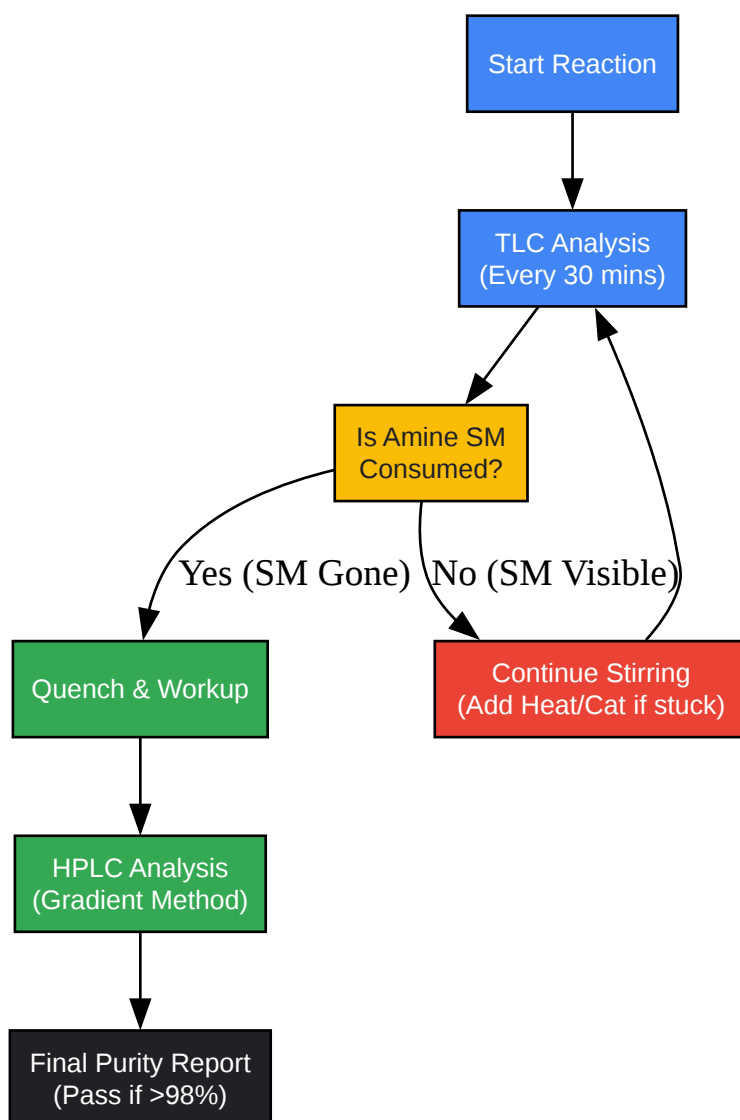 Start Reaction
TLC Analysis
(Every 30 mins)
Is Amine SM
Consumed?
Yes (SM Gone)
No (SM Visible)
Quench & Workup
Continue Stirring
(Add Heat/Cat if stuck)
HPLC Analysis
(Gradient Method)
Final Purity Report
(Pass if >98%)